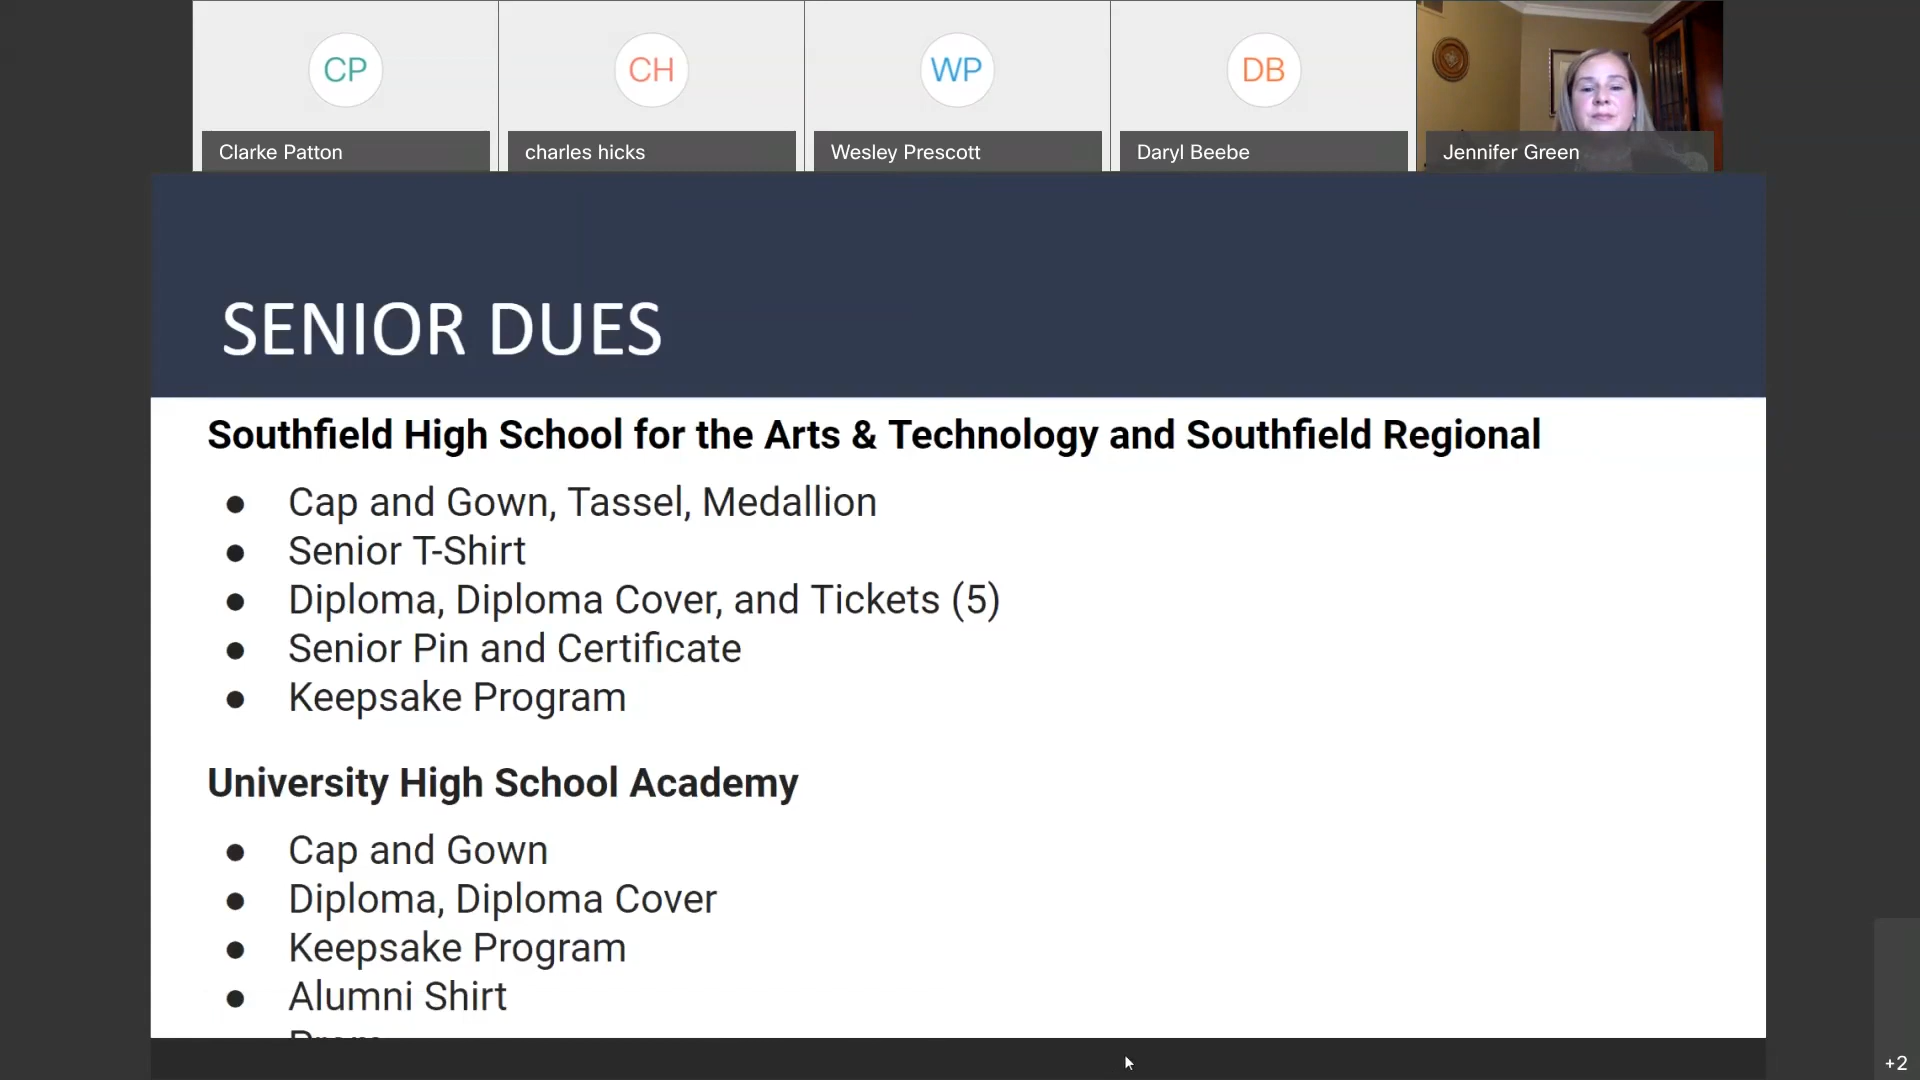 CP
CH
WP
DB
Clarke Patton
charles hicks
Wesley Prescott
Daryl Beebe
Jennifer Green
SENIOR DUES
Southfield High School for the Arts & Technology and Southfield Regional
● Cap and Gown, Tassel, Medallion
● Senior T-Shirt
● Diploma, Diploma Cover, and Tickets (5)
● Senior Pin and Certificate
● Keepsake Program
University High School Academy
● Cap and Gown
● Diploma, Diploma Cover
● Keepsake Program
● Alumni Shirt
+2